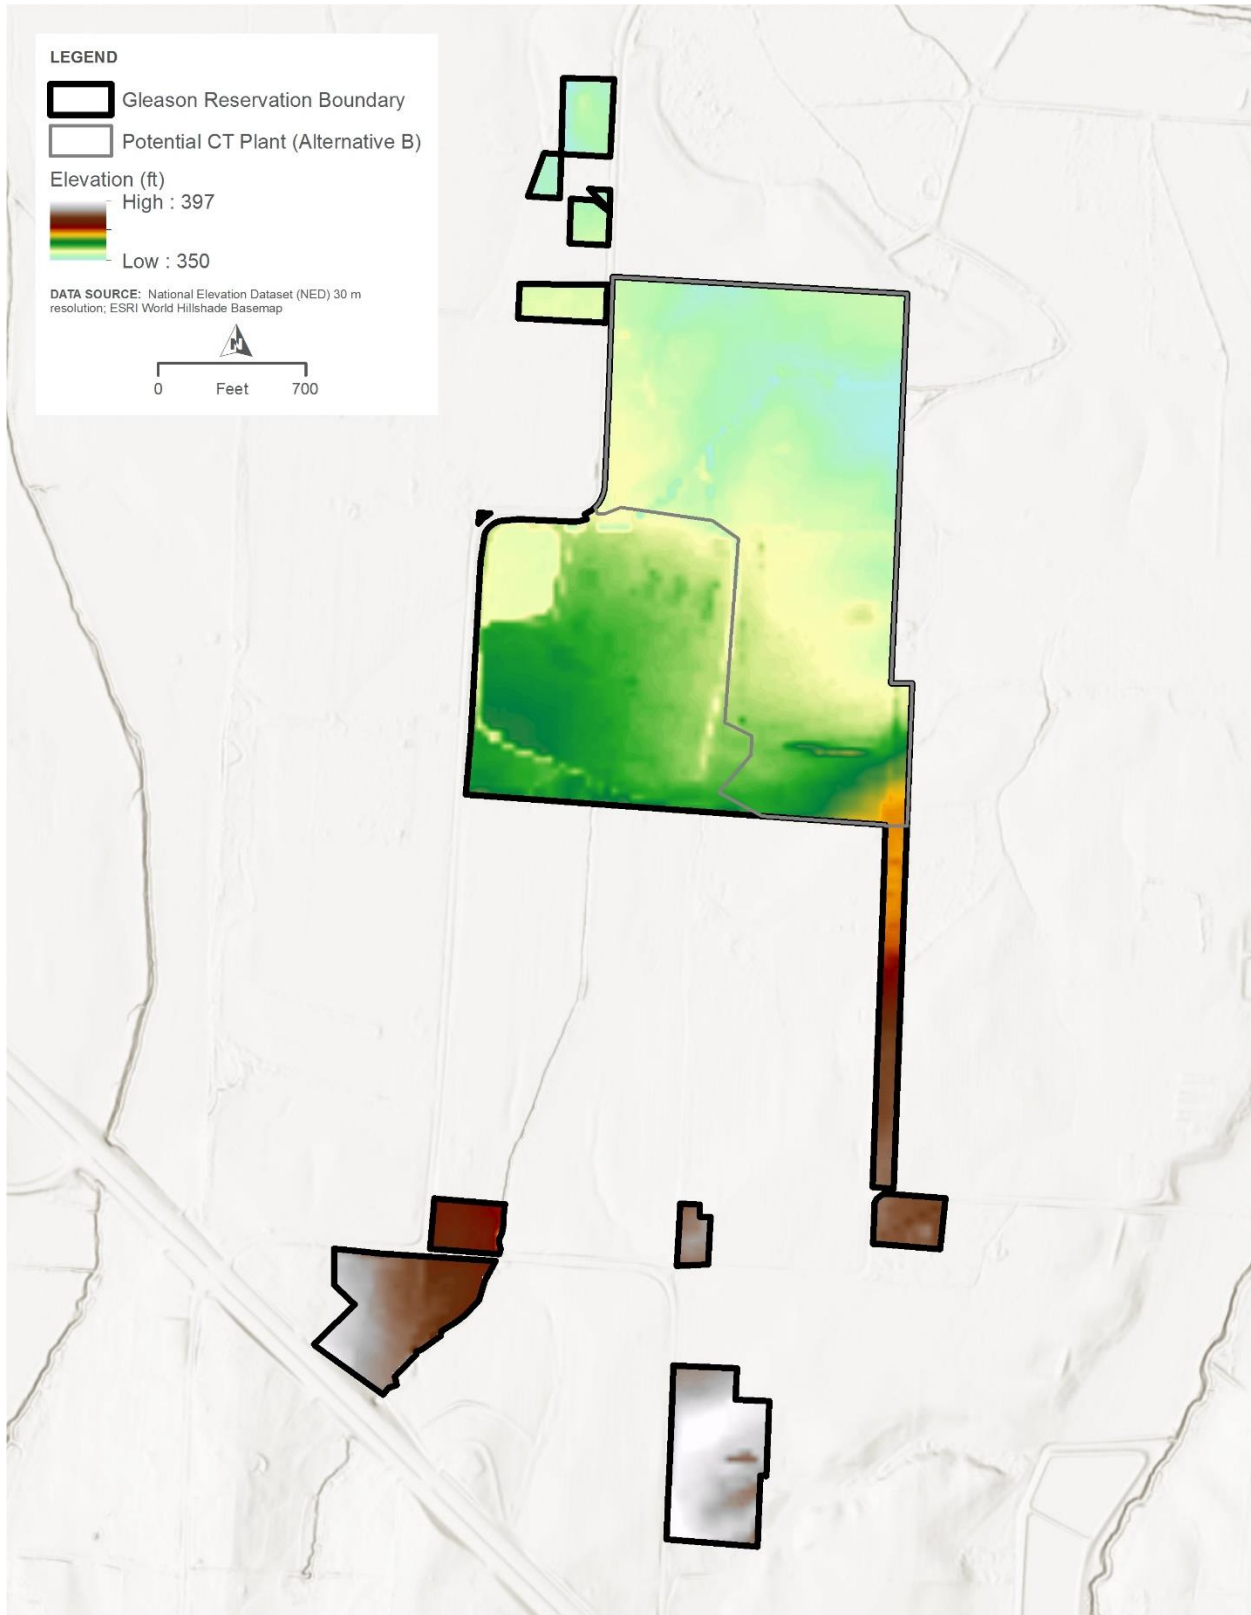 LEGEND
Gleason Reservation Boundary
Potential CT Plant (Alternative B)
Elevation (ft)
High : 397
Low : 350
DATA SOURCE: National Elevation Dataset (NED) 30 m
resolution; ESRI World Hillshade Basemap
N
0 Feet 700